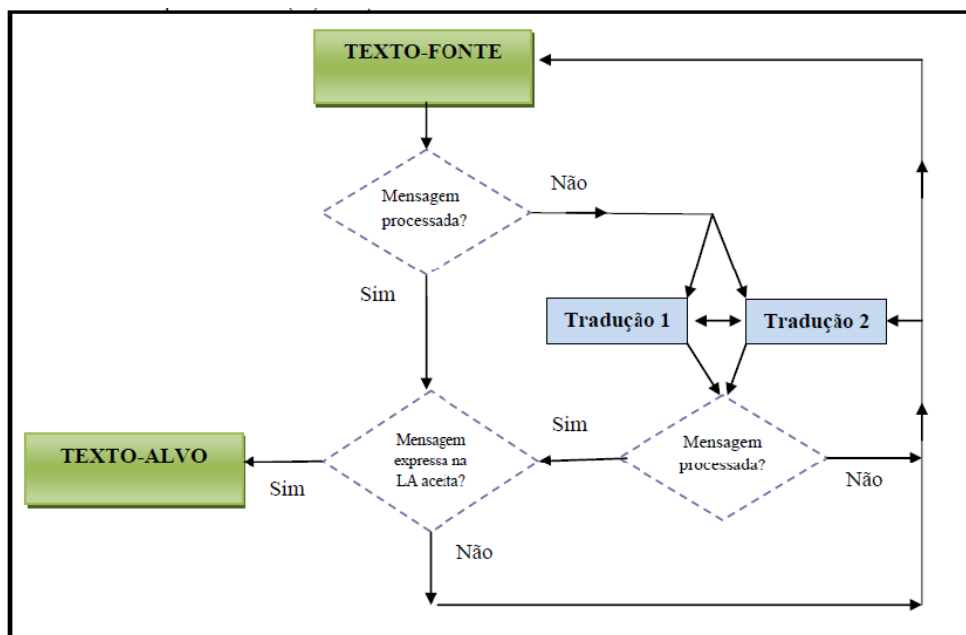 TEXTO-FONTE
Mensagem
processada?
Não
Sim
Tradução 1
Tradução 2
Mensagem
expressa na
LA aceita?
Sim
Mensagem
processada?
Não
TEXTO-ALVO
Sim
Não